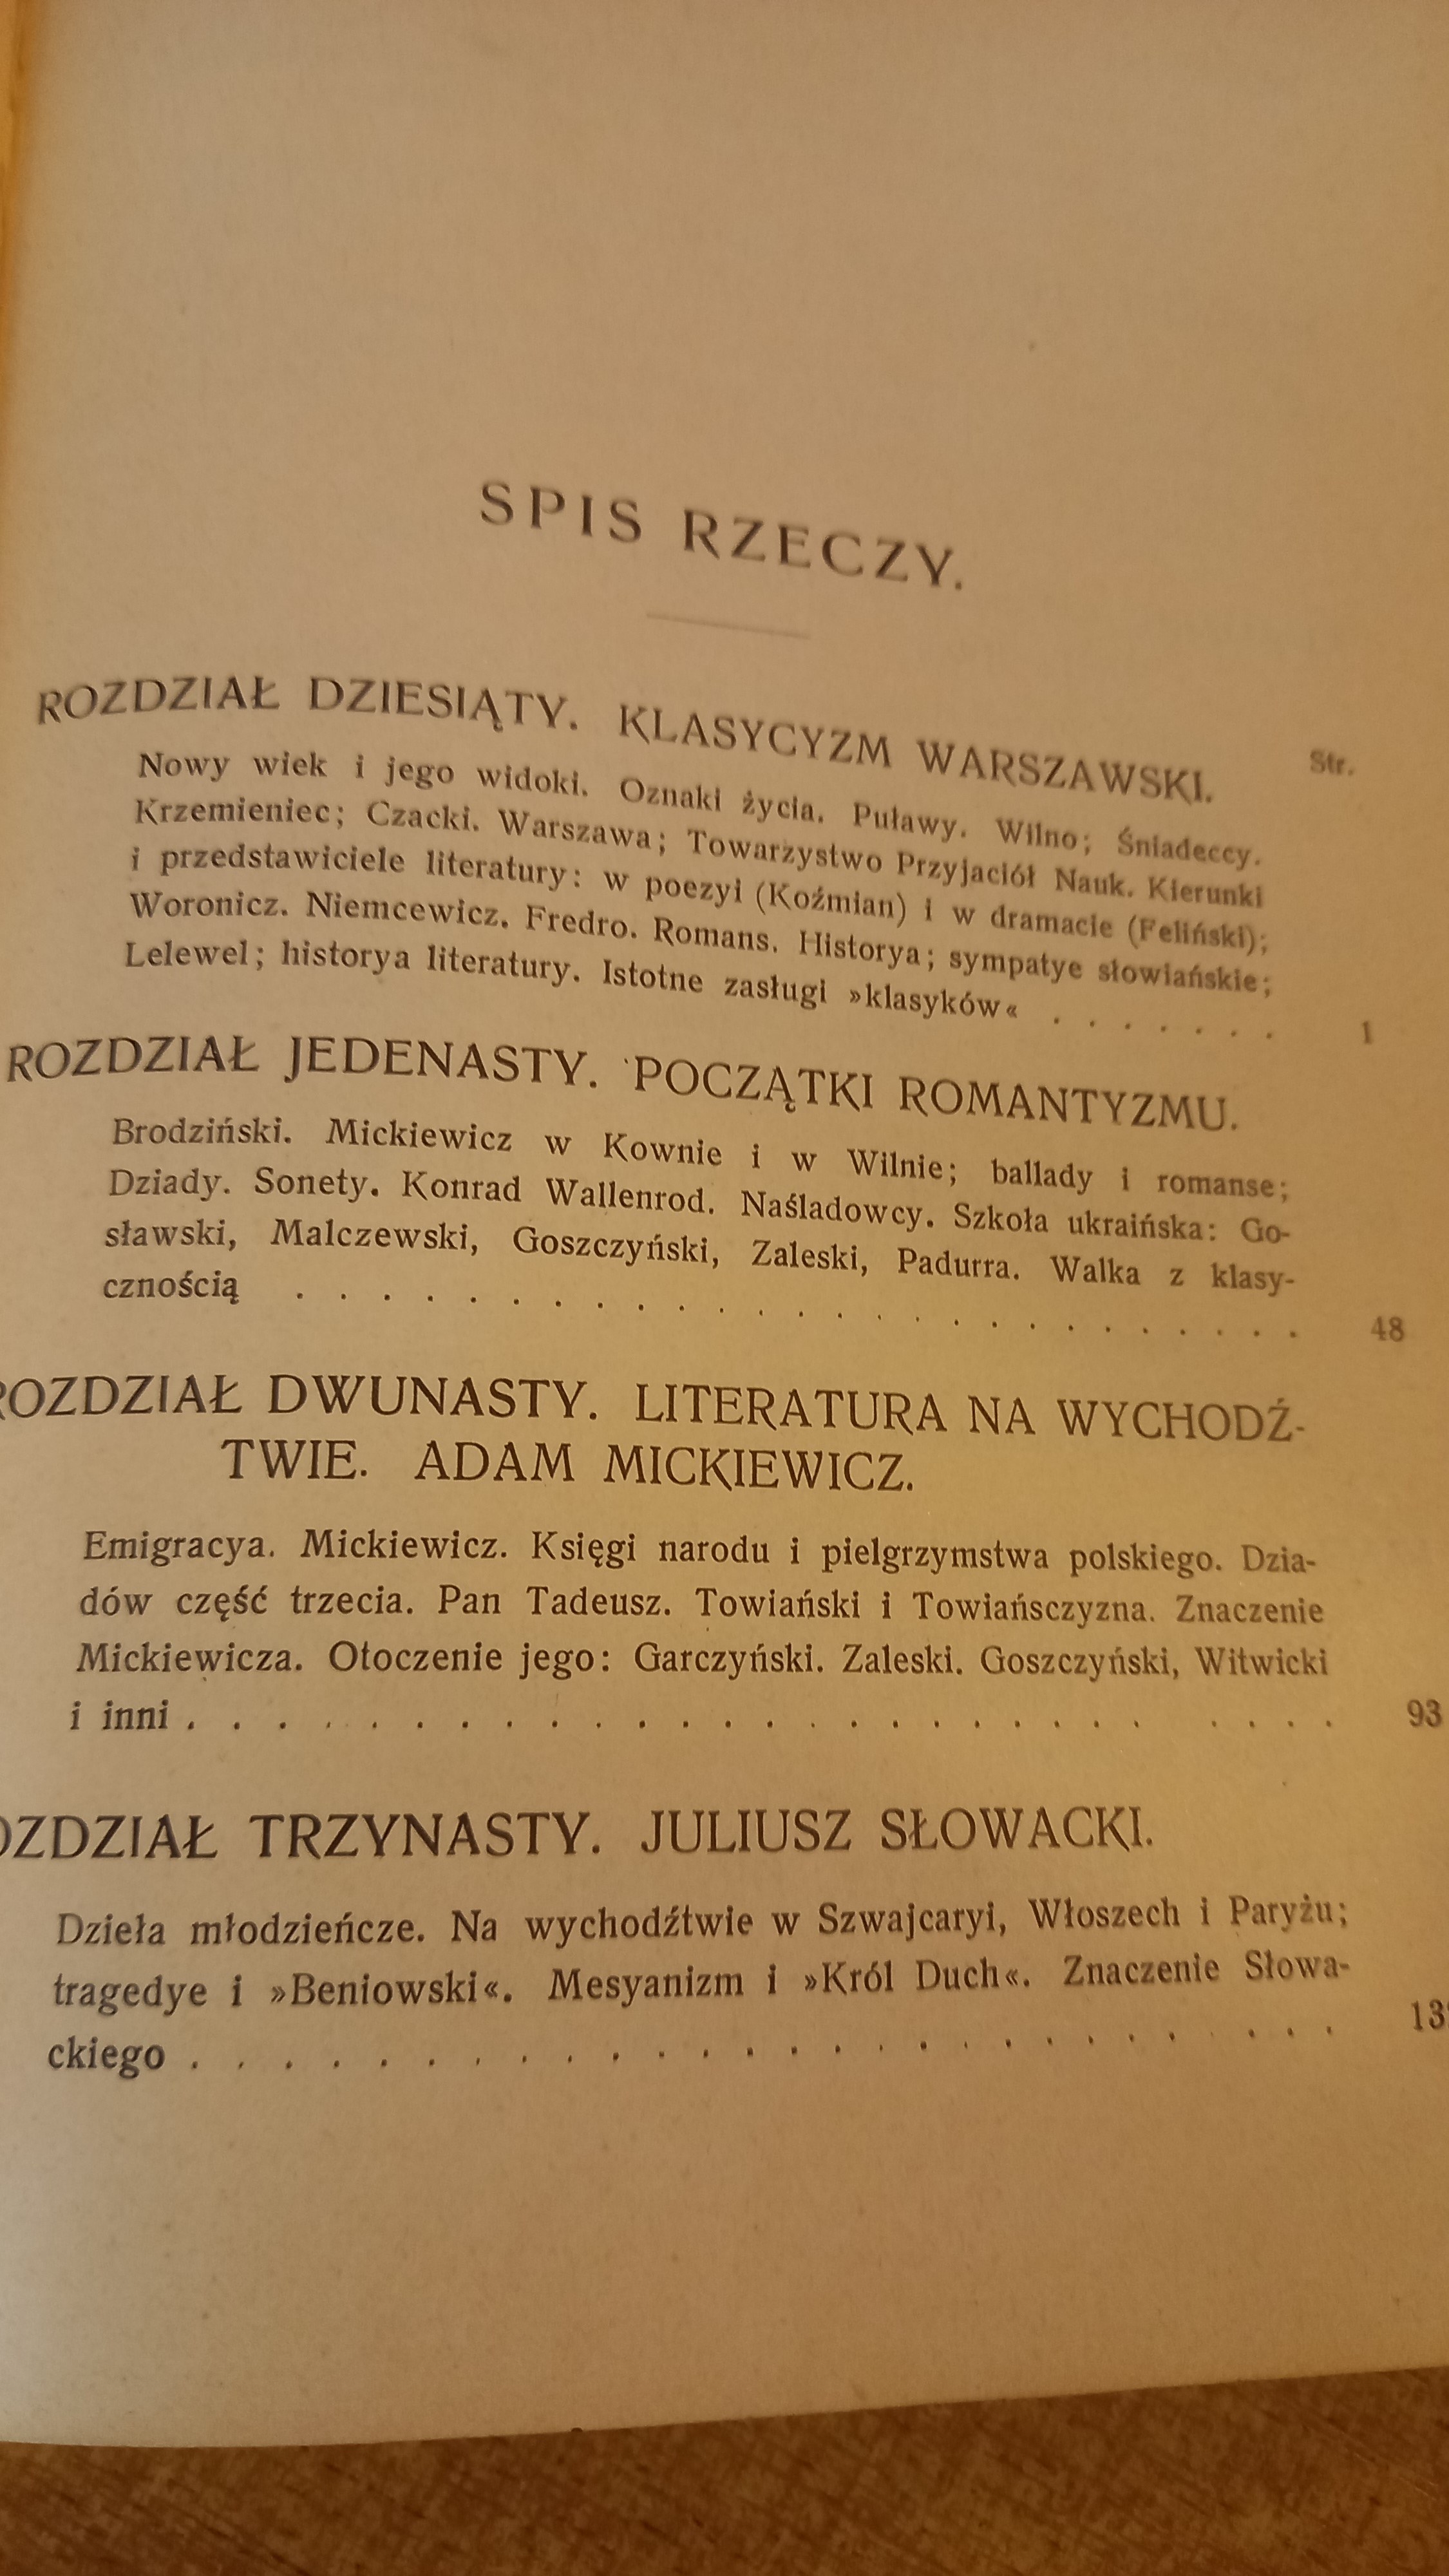 SPIS RZECZY.
Str.
ROZDZIAŁ DZIESIĄTY. KLASYCYZM WARSZAWSKI.
Nowy wiek i jego widoki. Oznaki życia. Puławy. Wilno; Śniadeccy.
Krzemieniec; Czacki. Warszawa; Towarzystwo Przyjaciół Nauk. Kierunki
i przedstawiciele literatury: w poezyi (Koźmian) i w dramacie (Feliński);
Woronicz. Niemcewicz. Fredro. Romans. Historya; sympatye słowiańskie;
Lelewel; historya literatury. Istotne zasługi »klasyków« . . . . . . . 1
ROZDZIAŁ JEDENASTY. POCZĄTKI ROMANTYZMU.
Brodziński. Mickiewicz w Kownie i w Wilnie; ballady i romanse;
Dziady. Sonety. Konrad Wallenrod. Naśladowcy. Szkoła ukraińska: Go-
sławski, Malczewski, Goszczyński, Zaleski, Padurra. Walka z klasy-
cznością . . . . . . . . . . . . . . . . . . . . . . . . 48
ROZDZIAŁ DWUNASTY. LITERATURA NA WYCHODŹ-
TWIE. ADAM MICKIEWICZ.
Emigracya. Mickiewicz. Księgi narodu i pielgrzymstwa polskiego. Dzia-
dów część trzecia. Pan Tadeusz. Towiański i Towiańsczyzna. Znaczenie
Mickiewicza. Otoczenie jego: Garczyński. Zaleski. Goszczyński, Witwicki
i inni . . . . . . . . . . . . . . . . . . . . . . . . . . 93
OZDZIAŁ TRZYNASTY. JULIUSZ SŁOWACKI.
Dzieła młodzieńcze. Na wychodźtwie w Szwajcaryi, Włoszech i Paryżu;
tragedye i »Beniowski«. Mesyanizm i »Król Duch«. Znaczenie Słowa-
ckiego . . . . . . . . . . . . . . . . . . . . . . . . .